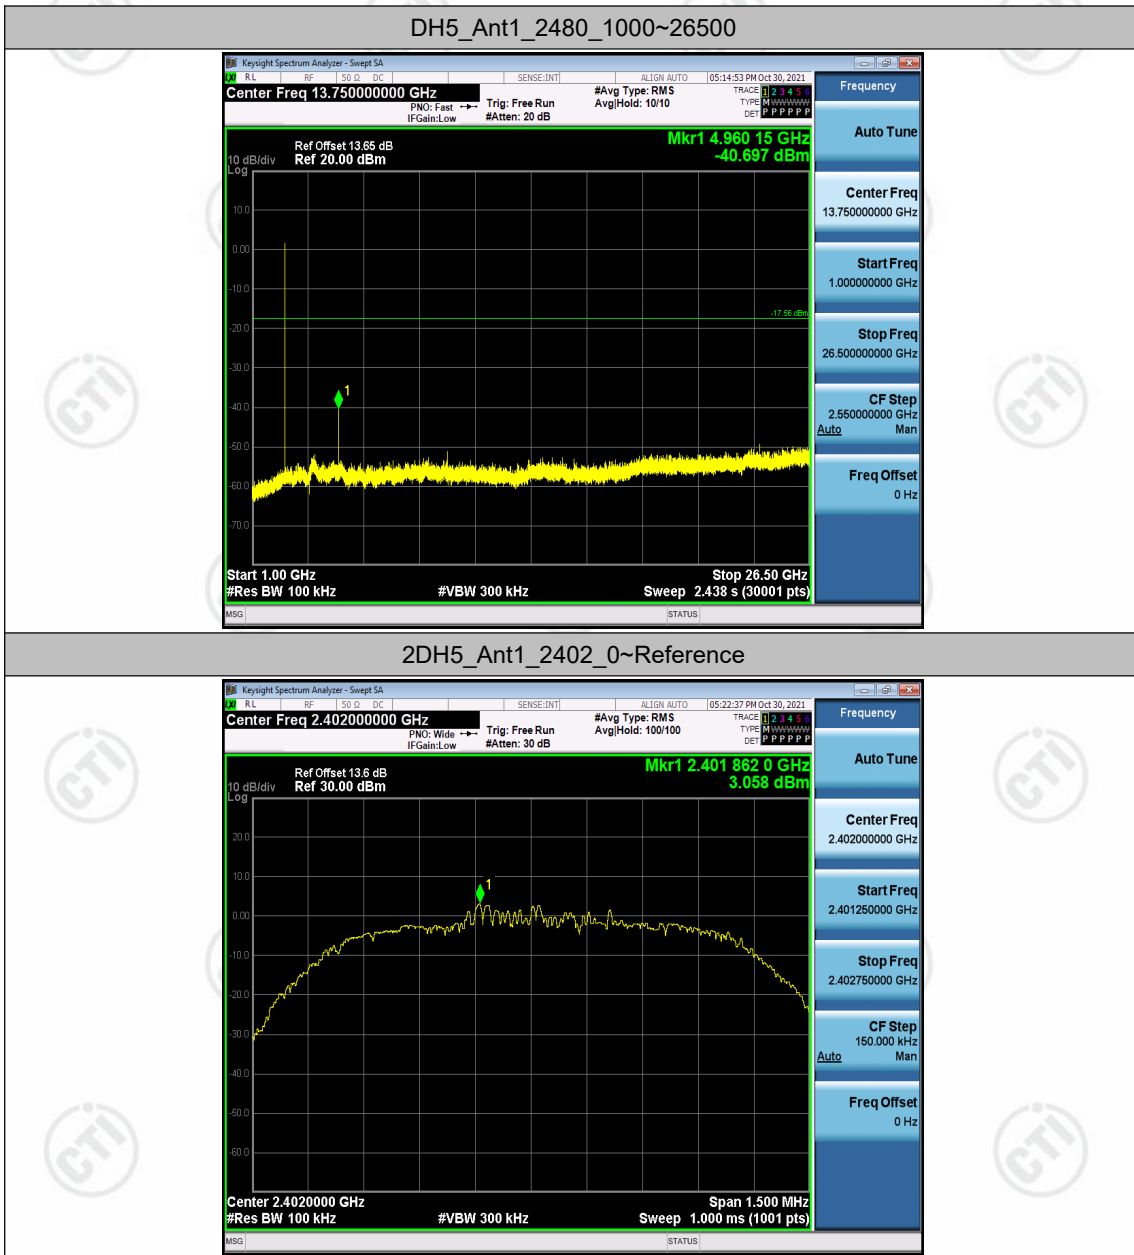 DH5_Ant1_2480_1000~26500
Keysight Spectrum Analyzer - Swept SA
LXI RL RF 50 Ω DC SENSE:INT ALIGN AUTO 05:14:53 PM Oct 30, 2021
Center Freq 13.750000000 GHz
PNO: Fast
IFGain:Low
Trig: Free Run
#Atten: 20 dB
#Avg Type: RMS
Avg|Hold: 10/10
TRACE 1 2 3 4 5 6
TYPE M WWWWW
DET P P P P P P
Ref Offset 13.65 dB
10 dB/div Ref 20.00 dBm
Log
Mkr1 4.960 15 GHz
-40.697 dBm
10.0
0.00
-10.0
-17.56 dBm
-20.0
-30.0
1
-40.0
-50.0
-60.0
-70.0
Start 1.00 GHz Stop 26.50 GHz
#Res BW 100 kHz #VBW 300 kHz Sweep 2.438 s (30001 pts)
MSG STATUS
Frequency
Auto Tune
Center Freq
13.750000000 GHz
Start Freq
1.000000000 GHz
Stop Freq
26.500000000 GHz
CF Step
2.550000000 GHz
Auto Man
Freq Offset
0 Hz
2DH5_Ant1_2402_0~Reference
Keysight Spectrum Analyzer - Swept SA
LXI RL RF 50 Ω DC SENSE:INT ALIGN AUTO 05:22:37 PM Oct 30, 2021
Center Freq 2.402000000 GHz
PNO: Wide
IFGain:Low
Trig: Free Run
#Atten: 30 dB
#Avg Type: RMS
Avg|Hold: 100/100
TRACE 1 2 3 4 5 6
TYPE M WWWWW
DET P P P P P P
Ref Offset 13.6 dB
10 dB/div Ref 30.00 dBm
Log
Mkr1 2.401 862 0 GHz
3.058 dBm
20.0
10.0
1
0.00
-10.0
-20.0
-30.0
-40.0
-50.0
-60.0
Center 2.4020000 GHz Span 1.500 MHz
#Res BW 100 kHz #VBW 300 kHz Sweep 1.000 ms (1001 pts)
MSG STATUS
Frequency
Auto Tune
Center Freq
2.402000000 GHz
Start Freq
2.401250000 GHz
Stop Freq
2.402750000 GHz
CF Step
150.000 kHz
Auto Man
Freq Offset
0 Hz
CTI
CTI
CTI
CTI
CTI
CTI